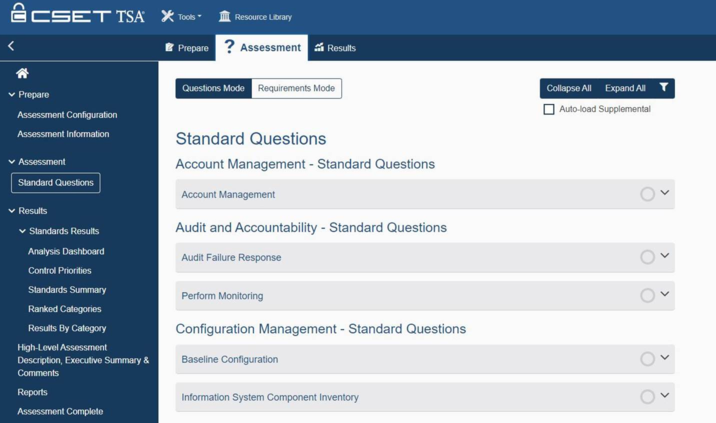 CSET TSA
Tools
Resource Library
Prepare
? Assessment
Results
Prepare
Assessment Configuration
Assessment Information
Assessment
Standard Questions
Results
Standards Results
Analysis Dashboard
Control Priorities
Standards Summary
Ranked Categories
Results By Category
High-Level Assessment
Description, Executive Summary &
Comments
Reports
Assessment Complete
Questions Mode
Requirements Mode
Collapse All
Expand All
Auto-load Supplemental
Standard Questions
Account Management - Standard Questions
Account Management
Audit and Accountability - Standard Questions
Audit Failure Response
Perform Monitoring
Configuration Management - Standard Questions
Baseline Configuration
Information System Component Inventory